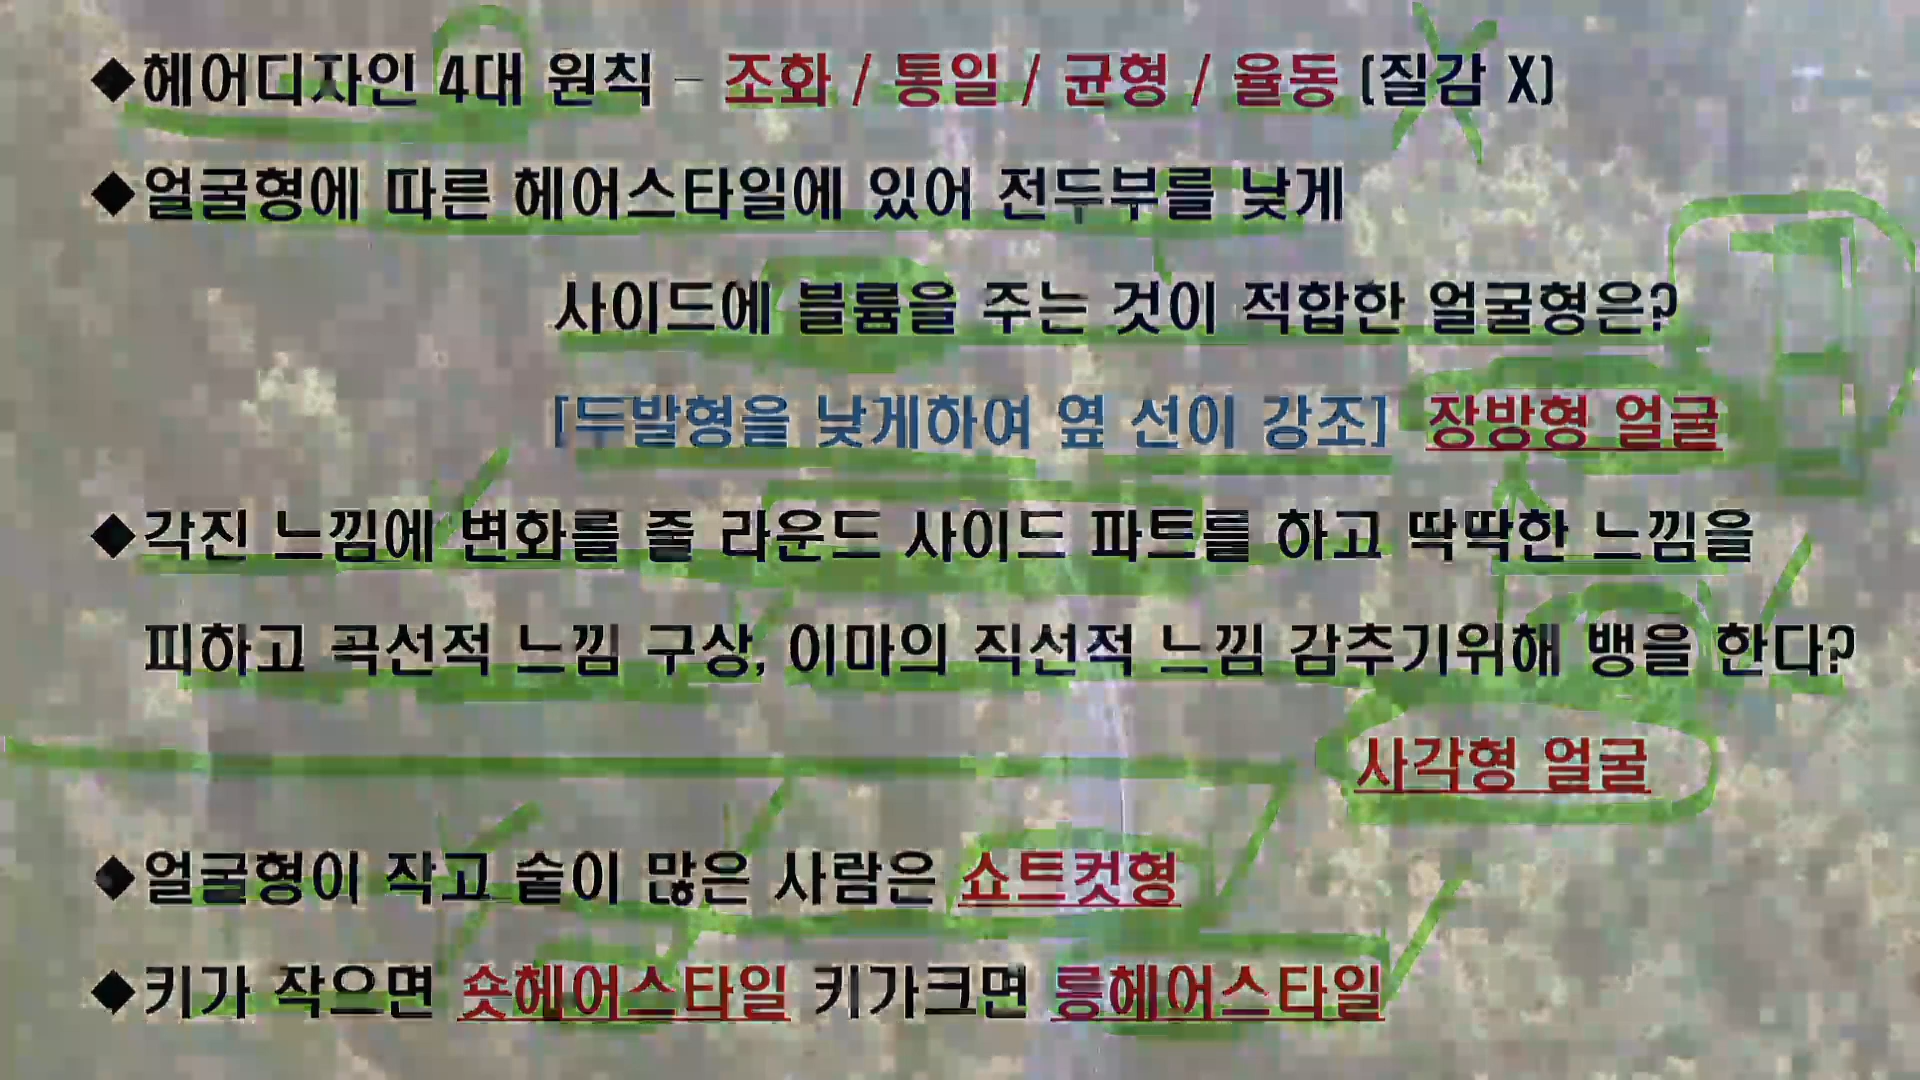 ◆헤어디자인 4대 원칙 – 조화 / 통일 / 균형 / 율동 (질감 X)
◆얼굴형에 따른 헤어스타일에 있어 전두부를 낮게
사이드에 블륨을 주는 것이 적합한 얼굴형은?
[두발형을 낮게하여 옆 선이 강조] 장방형 얼굴
◆각진 느낌에 변화를 줄 라운드 사이드 파트를 하고 딱딱한 느낌을
피하고 곡선적 느낌 구상, 이마의 직선적 느낌 감추기위해 뱅을 한다?
사각형 얼굴
◆얼굴형이 작고 숱이 많은 사람은 쇼트컷형
◆키가 작으면 숏헤어스타일 키가크면 롱헤어스타일